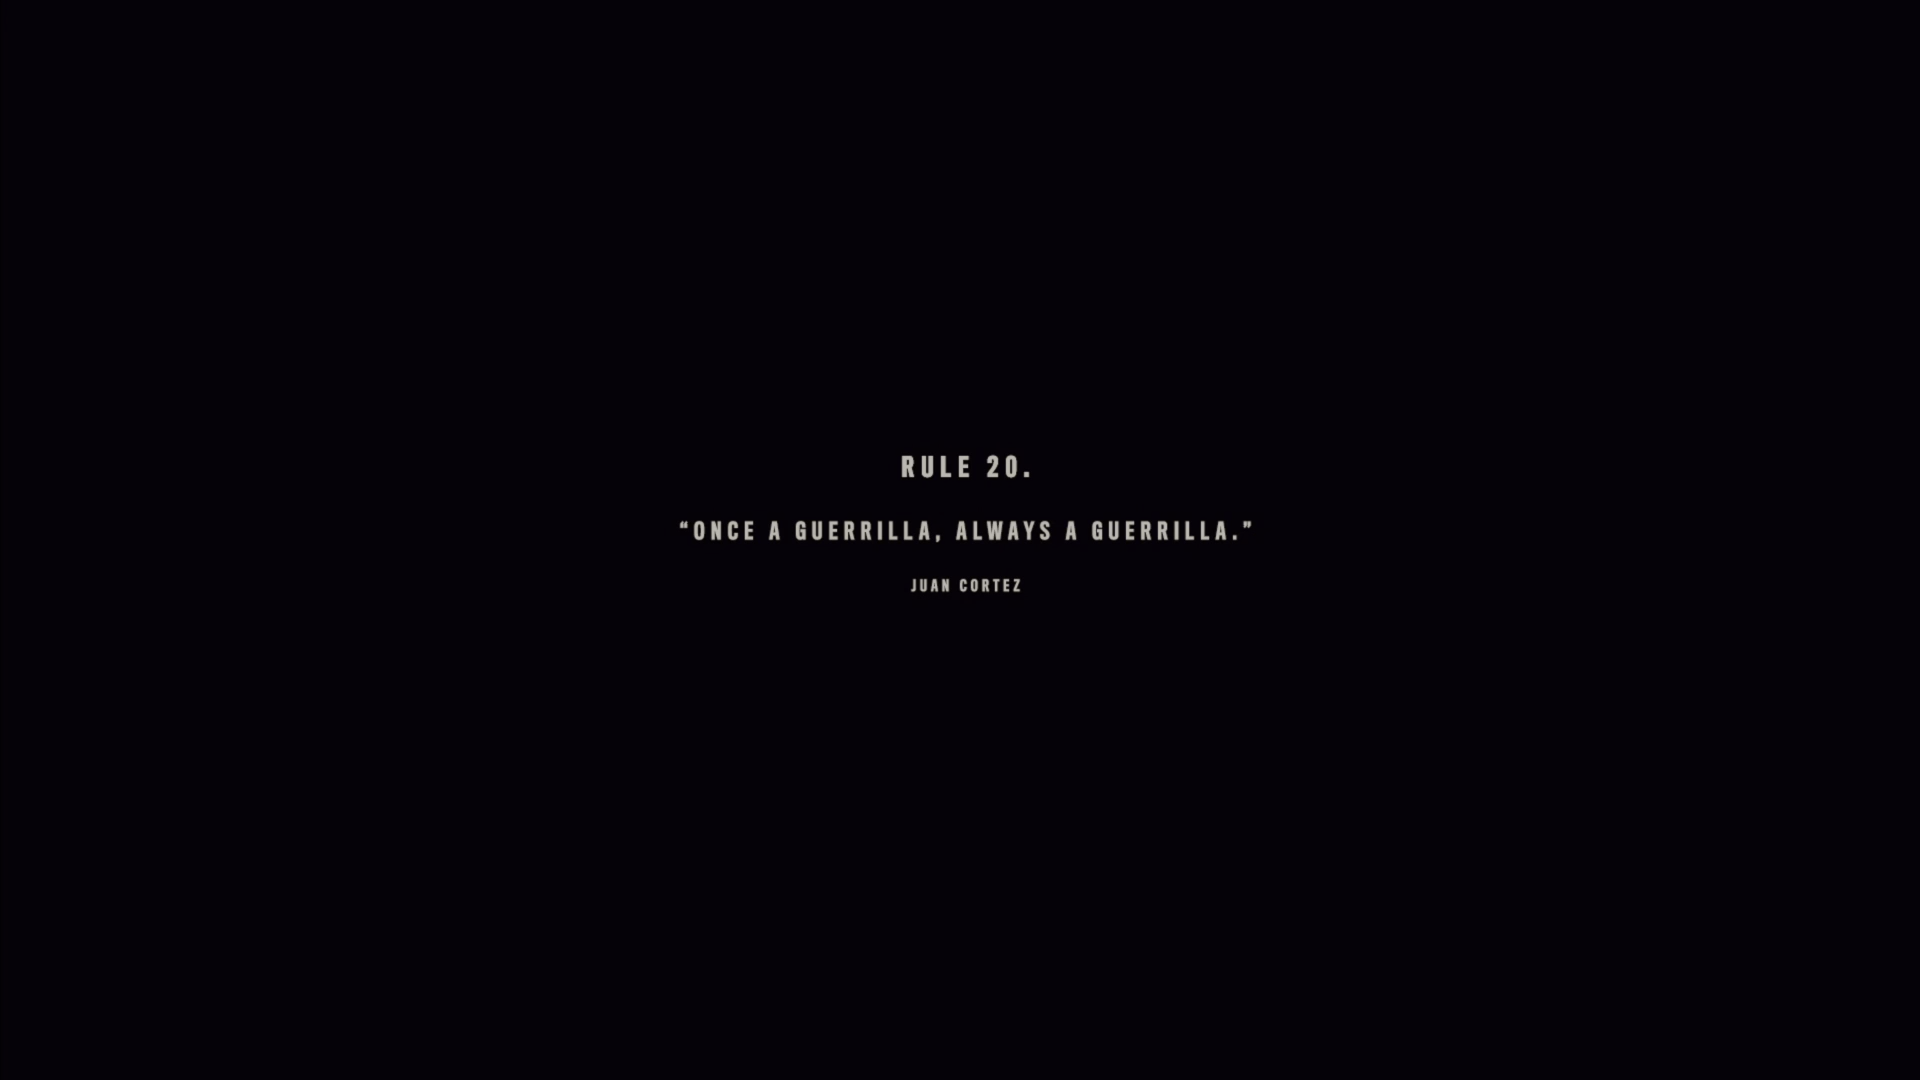 RULE 20.
“ONCE A GUERRILLA, ALWAYS A GUERRILLA.”
JUAN CORTEZ